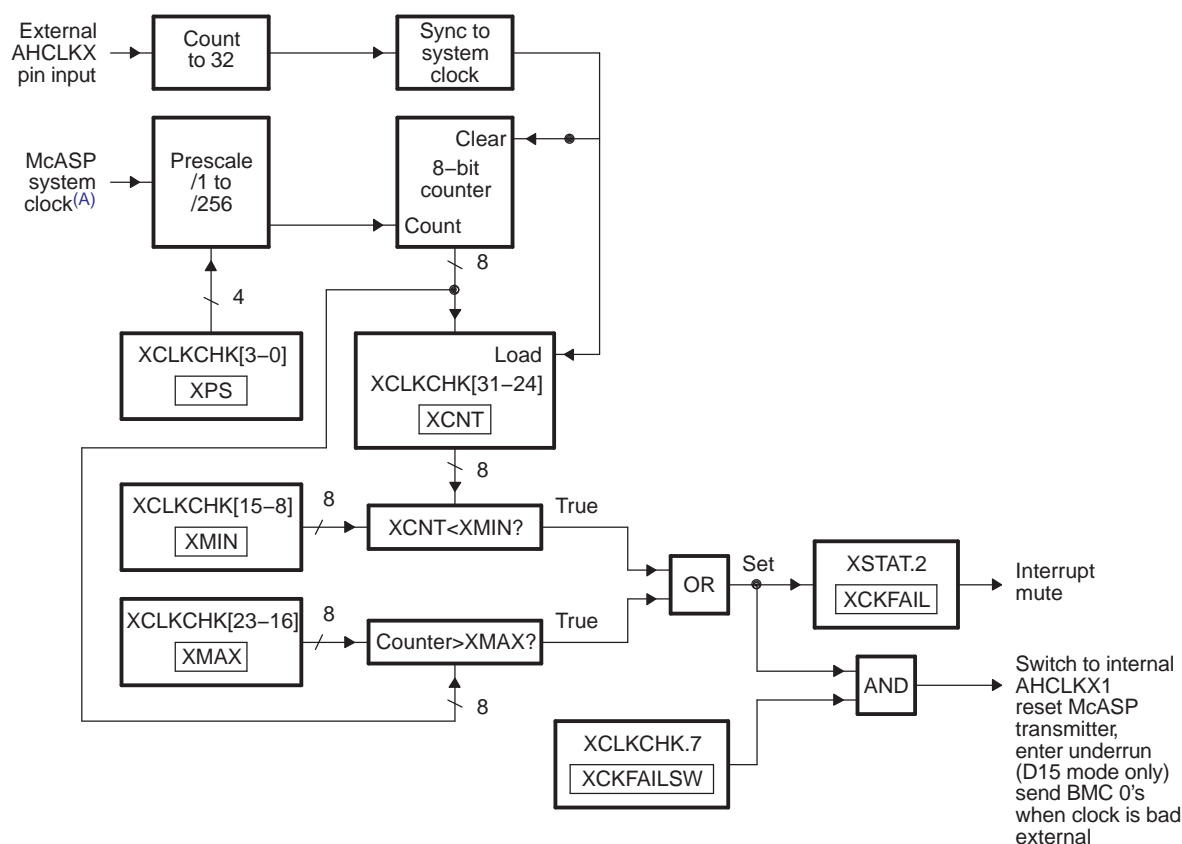 External
AHCLKX
pin input
Count
to 32
Sync to
system
clock
McASP
system
clock(A)
Prescale
/1 to
/256
Clear
8–bit
counter
Count
8
4
XCLKCHK[3–0]
XPS
Load
XCLKCHK[31–24]
XCNT
8
XCLKCHK[15–8]
XMIN
8
XCNT<XMIN?
True
XCLKCHK[23–16]
XMAX
8
Counter>XMAX?
True
8
OR
Set
XSTAT.2
XCKFAIL
Interrupt
mute
AND
XCLKCHK.7
XCKFAILSW
Switch to internal
AHCLKX1
reset McASP
transmitter,
enter underrun
(D15 mode only)
send BMC 0's
when clock is bad
external